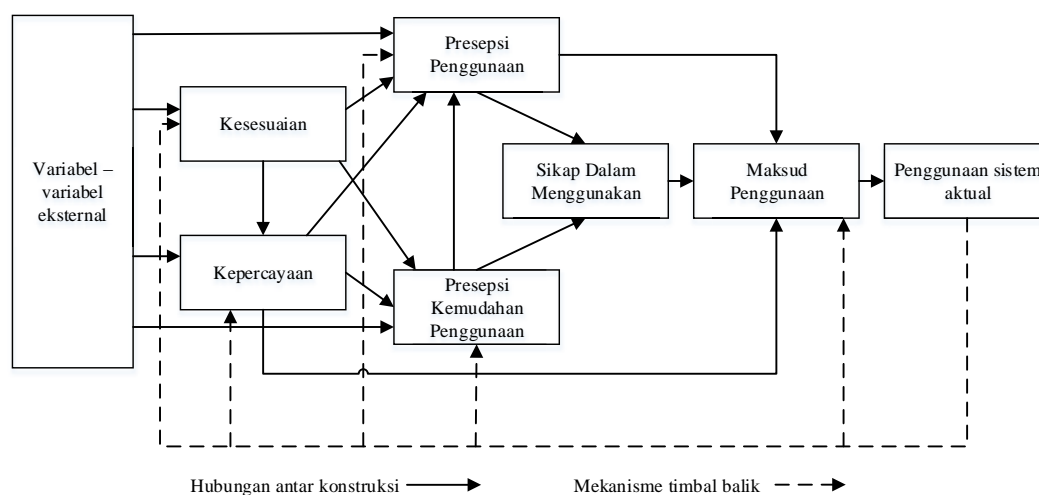 Variabel –
variabel
eksternal
Kesesuaian
Kepercayaan
Presepsi
Penggunaan
Presepsi
Kemudahan
Penggunaan
Sikap Dalam
Menggunakan
Maksud
Penggunaan
Penggunaan sistem
aktual
Hubungan antar konstruksi
Mekanisme timbal balik